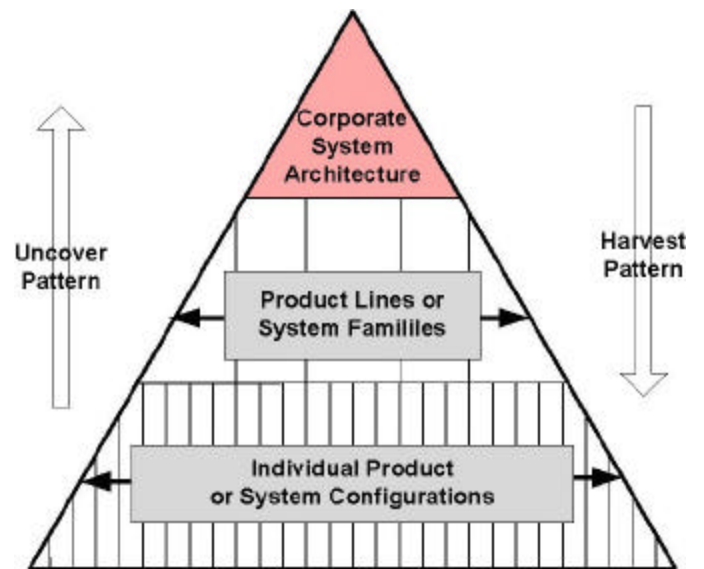 Corporate
System
Architecture
Uncover
Pattern
Harvest
Pattern
Product Lines or
System Famililes
Individual Product
or System Configurations